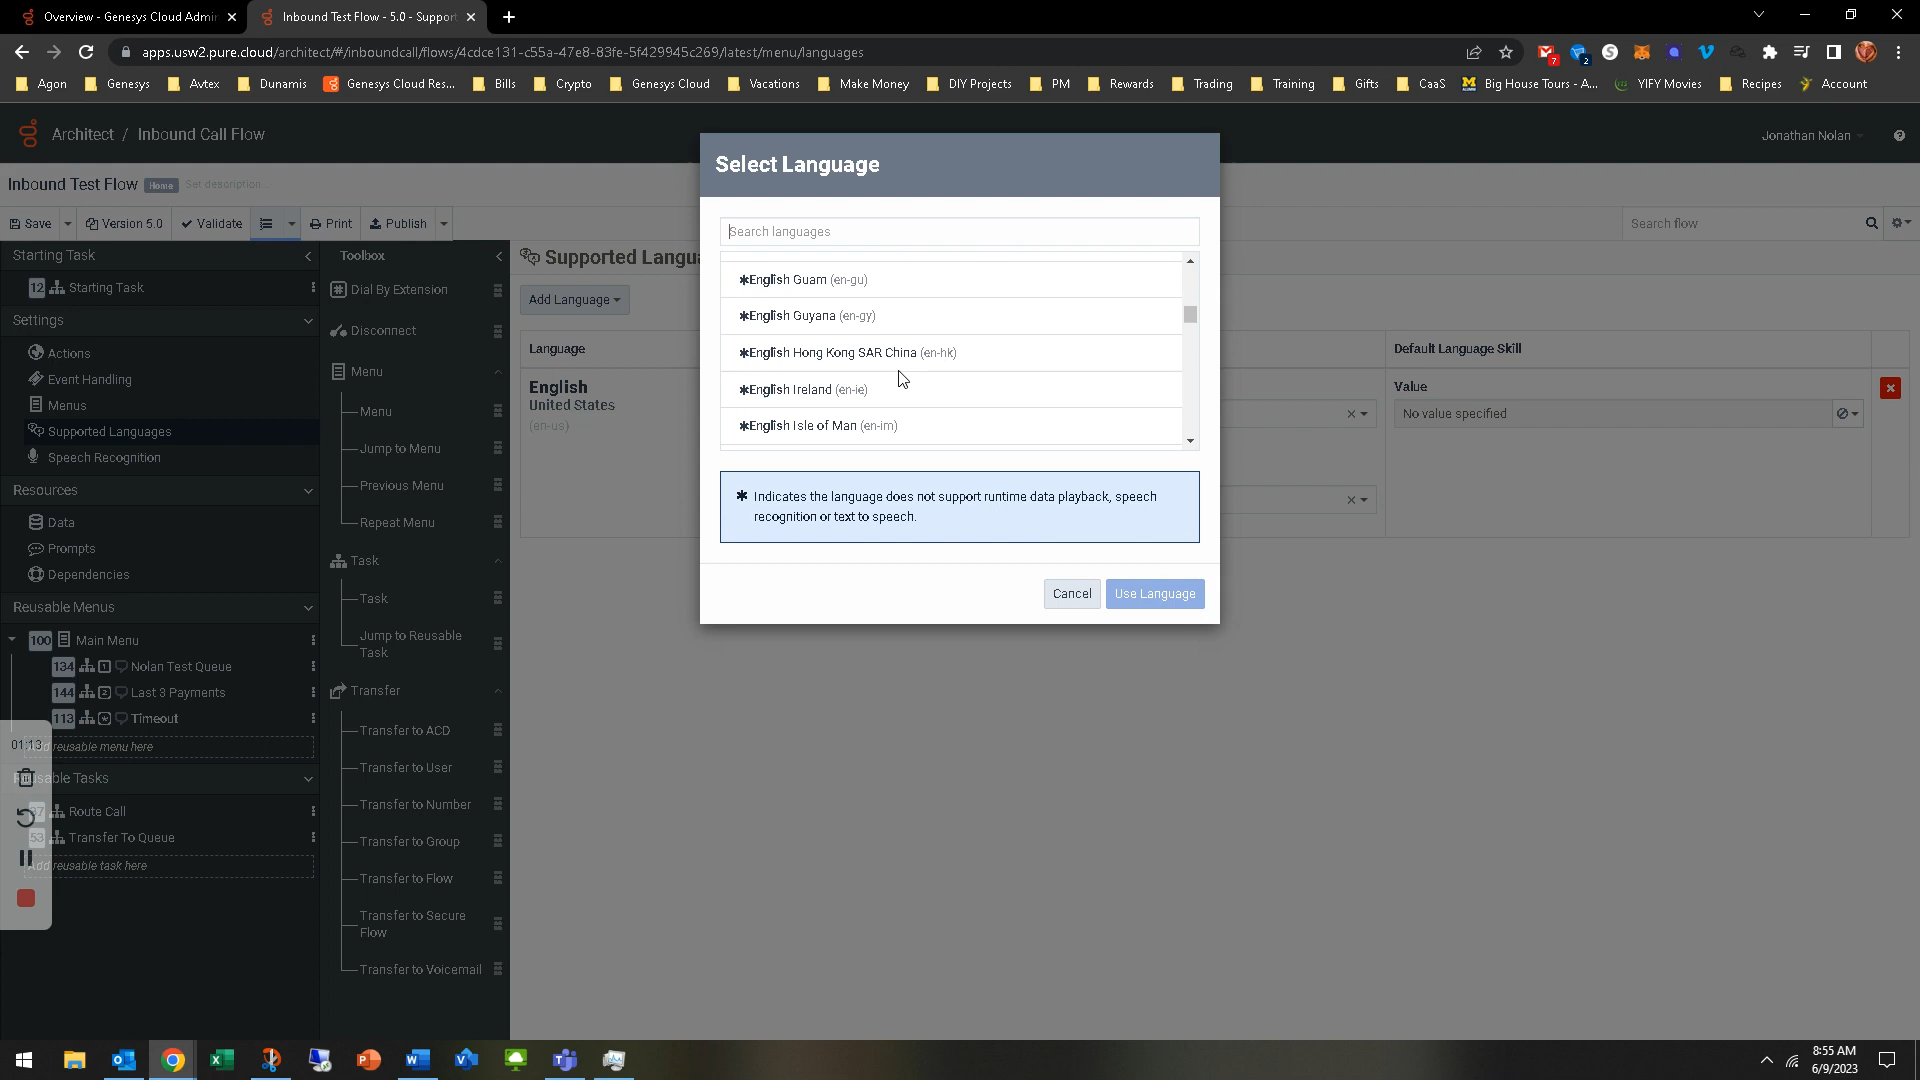 Overview - Genesys Cloud Admin
Inbound Test Flow - 5.0 - Support
apps.usw2.pure.cloud/architect/#/inboundcall/flows/4cdce131-c55a-47e8-83fe-5f429945c269/latest/menu/languages
7
2
Agon
Genesys
Avtex
Dunamis
Genesys Cloud Res...
Bills
Crypto
Genesys Cloud
Vacations
Make Money
DIY Projects
PM
Rewards
Trading
Training
Gifts
CaaS
Big House Tours - A...
YIFY Movies
Recipes
Account
Architect / Inbound Call Flow
Jonathan Nolan
Inbound Test Flow Home Set description...
Save
Version 5.0
Validate
Print
Publish
Search flow
Starting Task
12 Starting Task
Settings
Actions
Event Handling
Menus
Supported Languages
Speech Recognition
Resources
Data
Prompts
Dependencies
Reusable Menus
100 Main Menu
134 1 Nolan Test Queue
144 2 Last 3 Payments
113 Timeout
01:13
reusable menu here
Reusable Tasks
37 Route Call
53 Transfer To Queue
Add reusable task here
Toolbox
Dial By Extension
Disconnect
Menu
Menu
Jump to Menu
Previous Menu
Repeat Menu
Task
Task
Jump to Reusable
Task
Transfer
Transfer to ACD
Transfer to User
Transfer to Number
Transfer to Group
Transfer to Flow
Transfer to Secure
Flow
Transfer to Voicemail
Supported Langua
Add Language
Language
English
United States
(en-us)
Default Language Skill
Value
No value specified
Select Language
Search languages
✱English Guam (en-gu)
✱English Guyana (en-gy)
✱English Hong Kong SAR China (en-hk)
✱English Ireland (en-ie)
✱English Isle of Man (en-im)
✱ Indicates the language does not support runtime data playback, speech
recognition or text to speech.
Cancel
Use Language
8:55 AM
6/9/2023